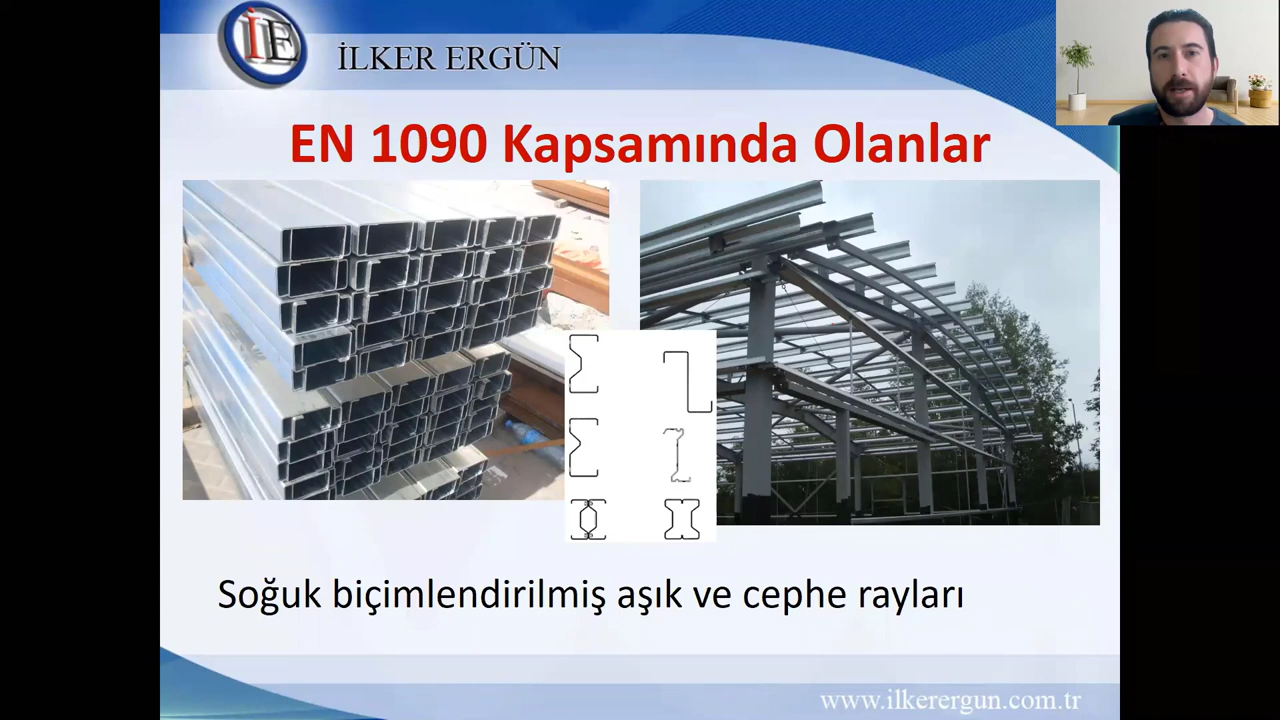 İE
İLKER ERGÜN
EN 1090 Kapsamında Olanlar
Soğuk biçimlendirilmiş aşık ve cephe rayları
www.ilkerergun.com.tr